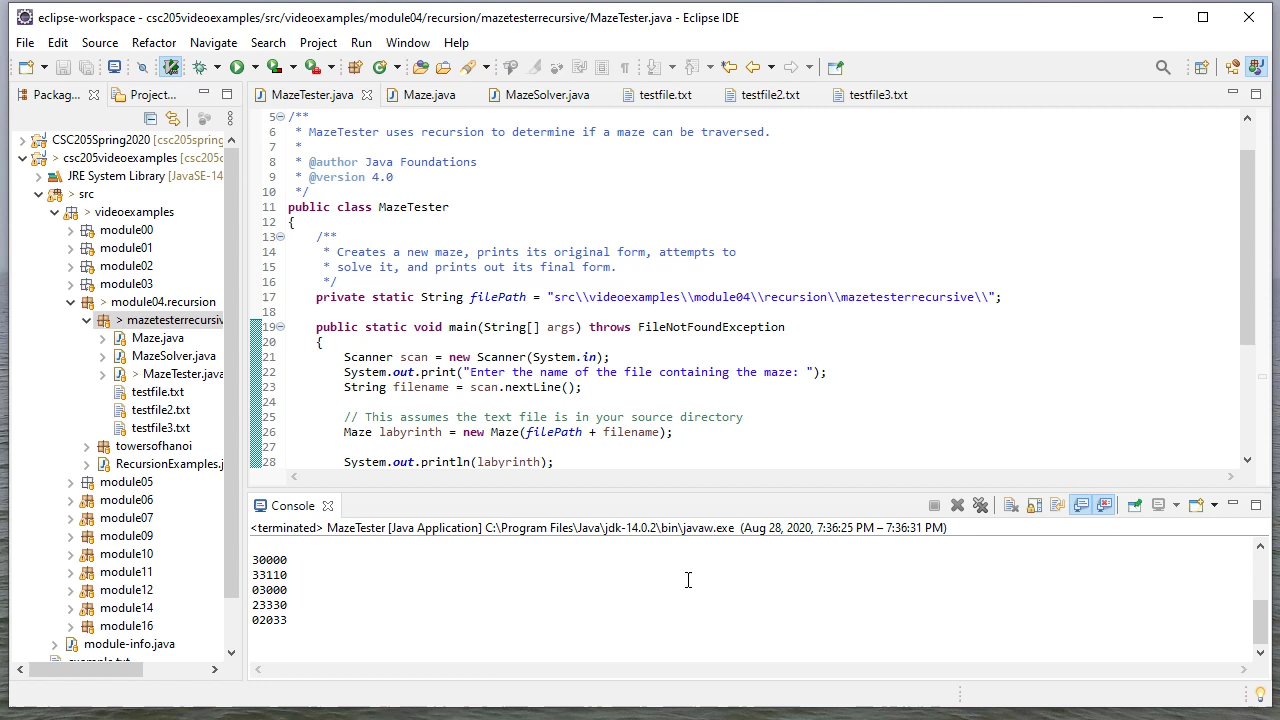 eclipse-workspace - csc205videoexamples/src/videoexamples/module04/recursion/mazetesterrecursive/MazeTester.java - Eclipse IDE
File Edit Source Refactor Navigate Search Project Run Window Help
Packag... Project...
CSC205Spring2020 [csc205spring
> csc205videoexamples [csc205c
JRE System Library [JavaSE-14
> src
> videoexamples
module00
module01
module02
module03
> module04.recursion
> mazetesterrecursiv
Maze.java
MazeSolver.java
> MazeTester.java
testfile.txt
testfile2.txt
testfile3.txt
towersofhanoi
RecursionExamples.j
module05
module06
module07
module09
module10
module11
module12
module14
module16
module-info.java
MazeTester.java Maze.java MazeSolver.java testfile.txt testfile2.txt testfile3.txt
5 /**
6 * MazeTester uses recursion to determine if a maze can be traversed.
7 *
8 * @author Java Foundations
9 * @version 4.0
10 */
11 public class MazeTester
12 {
13 /**
14 * Creates a new maze, prints its original form, attempts to
15 * solve it, and prints out its final form.
16 */
17 private static String filePath = "src\\videoexamples\\module04\\recursion\\mazetesterrecursive\\";
18
19 public static void main(String[] args) throws FileNotFoundException
20 {
21 Scanner scan = new Scanner(System.in);
22 System.out.print("Enter the name of the file containing the maze: ");
23 String filename = scan.nextLine();
24
25 // This assumes the text file is in your source directory
26 Maze labyrinth = new Maze(filePath + filename);
27
28 System.out.println(labyrinth);
Console
<terminated> MazeTester [Java Application] C:\Program Files\Java\jdk-14.0.2\bin\javaw.exe (Aug 28, 2020, 7:36:25 PM – 7:36:31 PM)
30000
33110
03000
23330
02033